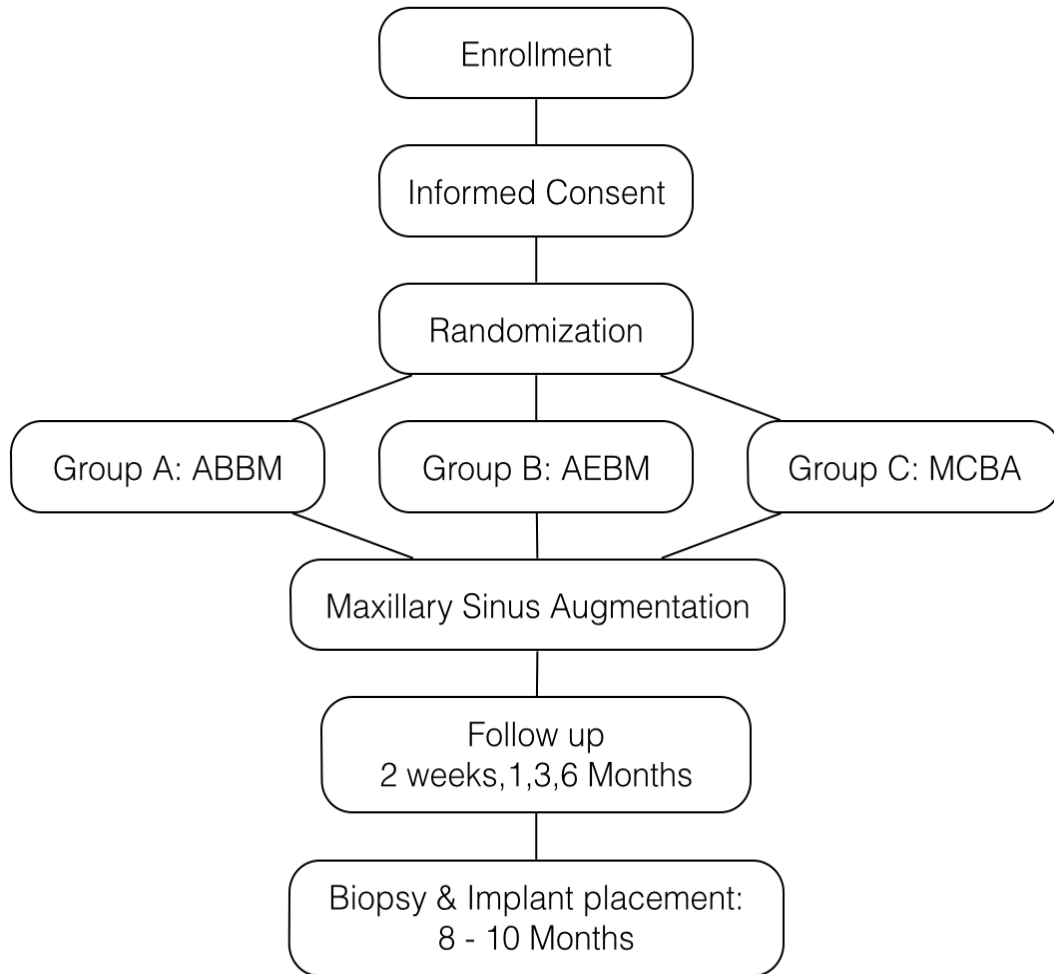 Enrollment
Informed Consent
Randomization
Group A: ABBM
Group B: AEBM
Group C: MCBA
Maxillary Sinus Augmentation
Follow up
2 weeks,1,3,6 Months
Biopsy & Implant placement:
8 - 10 Months